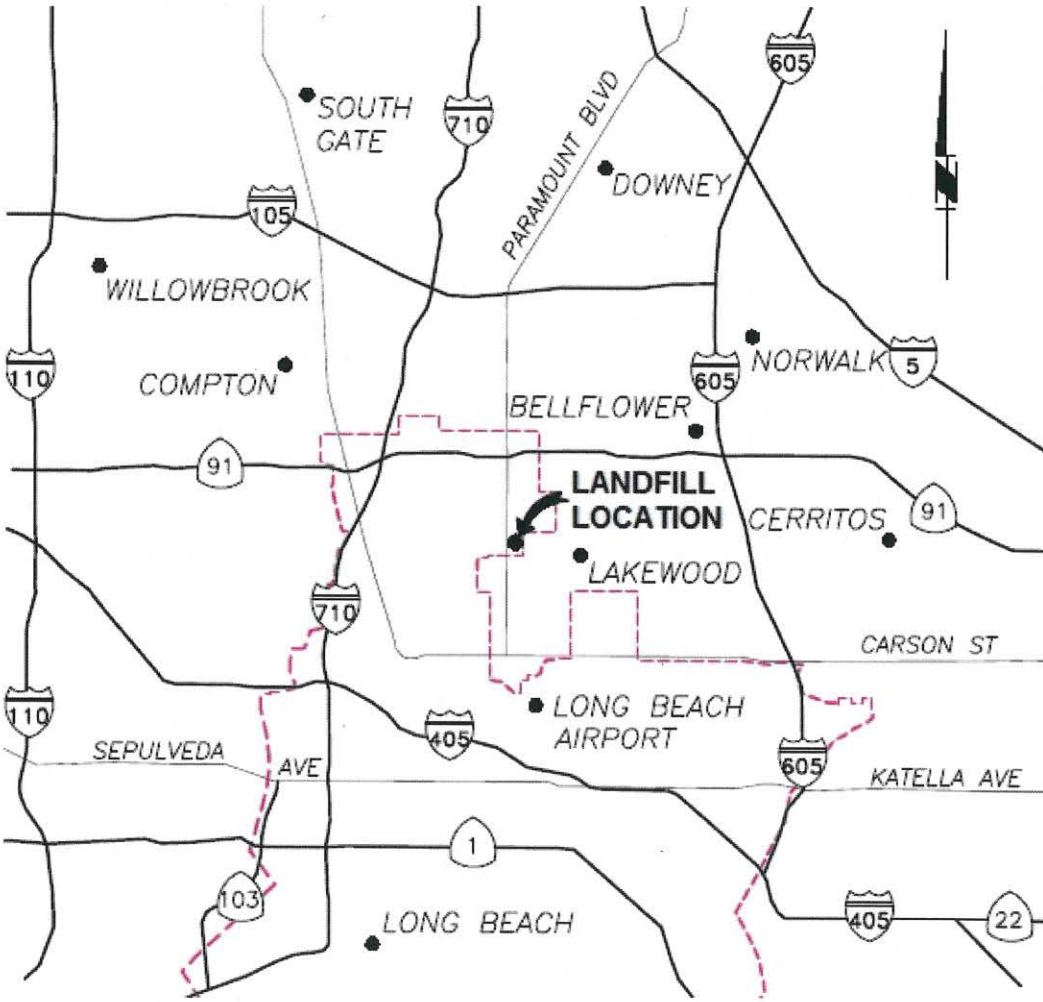 605
SOUTH
GATE
710
PARAMOUNT BLVD
DOWNEY
N
105
WILLOWBROOK
110
COMPTON
NORWALK
5
605
BELLFLOWER
91
LANDFILL
LOCATION
CERRITOS
91
LAKEWOOD
710
CARSON ST
110
LONG BEACH
AIRPORT
405
SEPULVEDA
AVE
605
KATELLA AVE
1
103
LONG BEACH
405
22